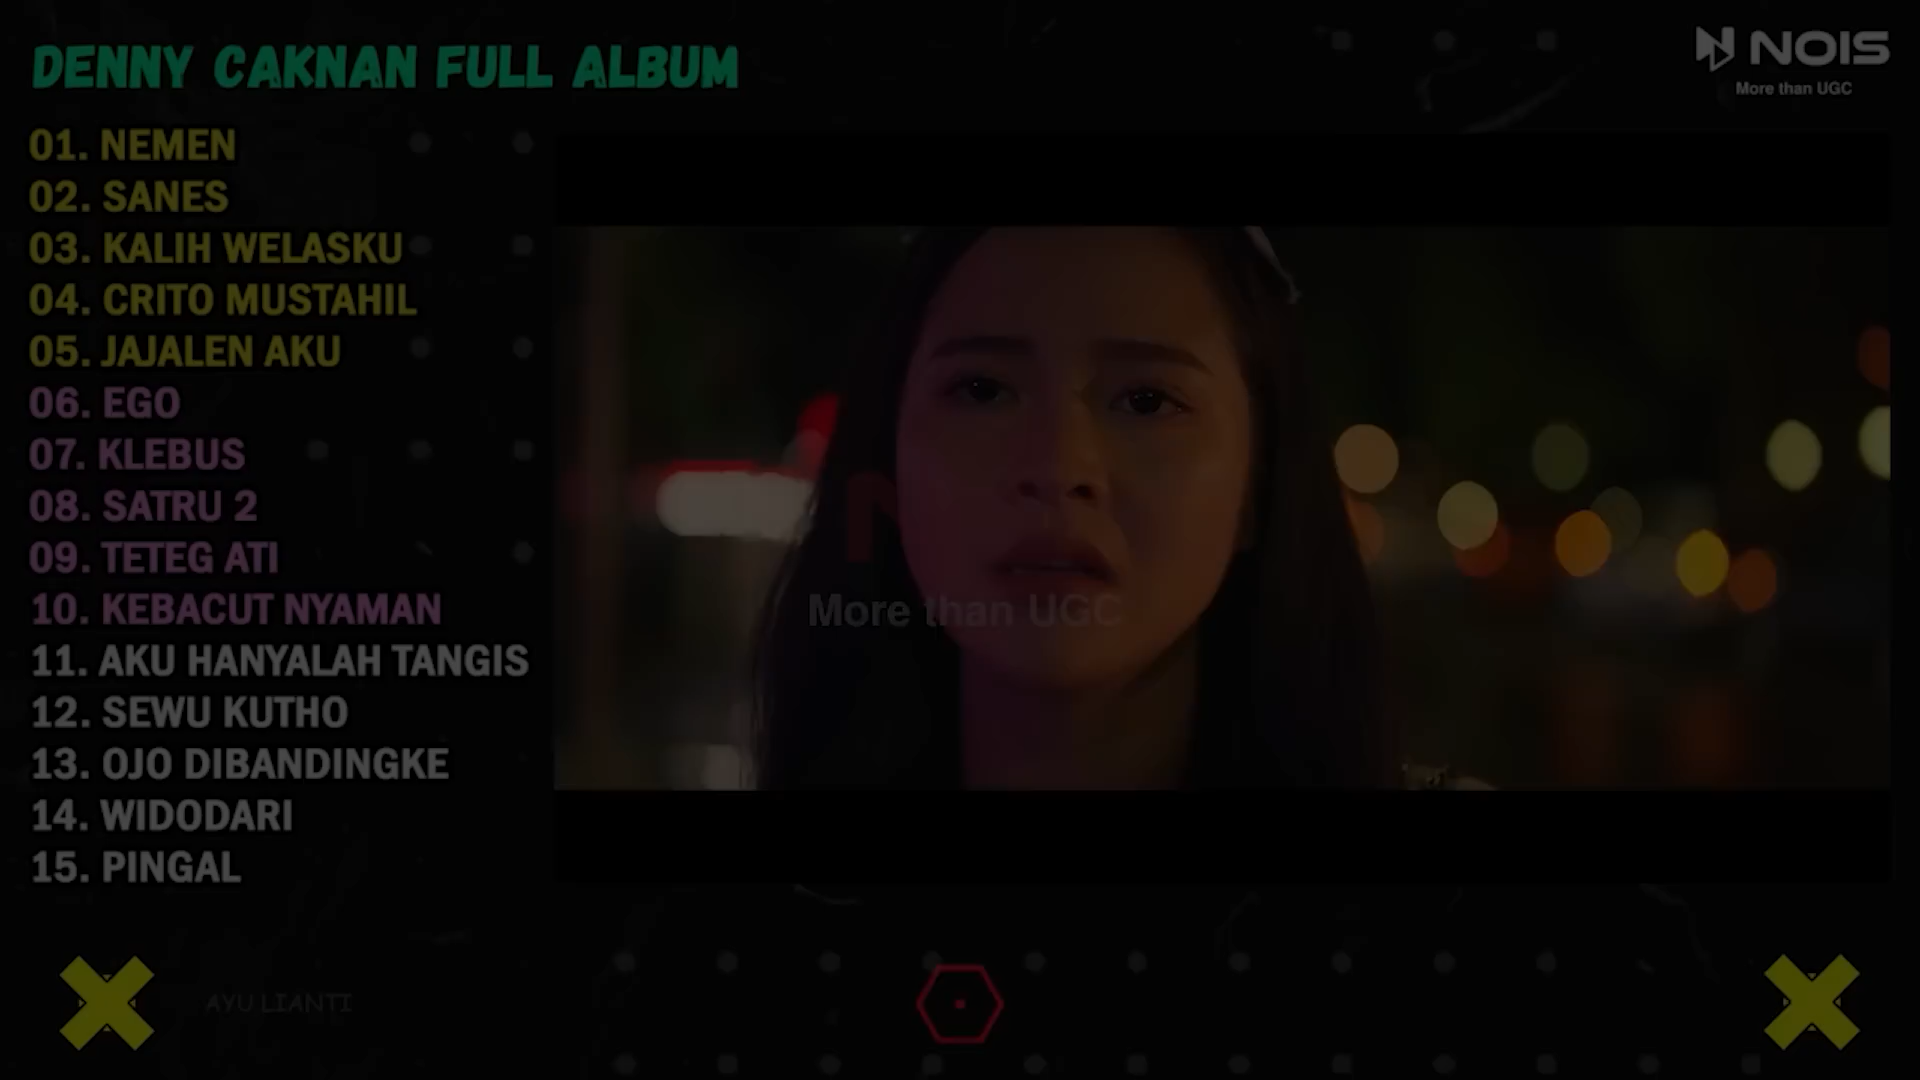 DENNY CAKNAN FULL ALBUM
NOIS
More than UGC
01. NEMEN
02. SANES
03. KALIH WELASKU
04. CRITO MUSTAHIL
05. JAJALEN AKU
06. EGO
07. KLEBUS
08. SATRU 2
09. TETEG ATI
10. KEBACUT NYAMAN
11. AKU HANYALAH TANGIS
12. SEWU KUTHO
13. OJO DIBANDINGKE
14. WIDODARI
15. PINGAL
More than UGC
AYU LIANTI